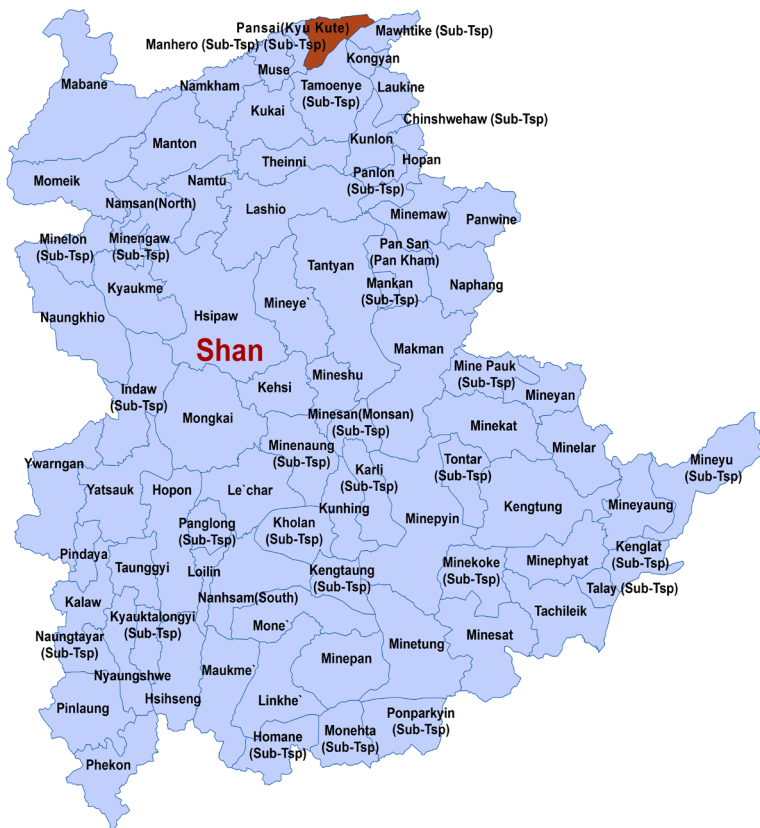 Pansai(Kyu Kute)
Mawhtike (Sub-Tsp)
Manhero (Sub-Tsp) (Sub-Tsp)
Kongyan
Muse
Mabane
Namkham
Tamoenye
(Sub-Tsp)
Laukine
Kukai
Chinshwehaw (Sub-Tsp)
Manton
Kunlon
Theinni
Hopan
Momeik
Namtu
Panlon
(Sub-Tsp)
Namsan(North)
Lashio
Minemaw
Panwine
Minelon
(Sub-Tsp)
Minengaw
(Sub-Tsp)
Pan San
(Pan Kham)
Tantyan
Kyaukme
Mankan
(Sub-Tsp)
Naphang
Mineye`
Naungkhio
Hsipaw
Shan
Makman
Mine Pauk
(Sub-Tsp)
Mineshu
Kehsi
Mineyan
Indaw
(Sub-Tsp)
Mongkai
Minesan(Monsan)
(Sub-Tsp)
Minekat
Minenaung
(Sub-Tsp)
Tontar
(Sub-Tsp)
Minelar
Ywarngan
Karli
(Sub-Tsp)
Mineyu
(Sub-Tsp)
Yatsauk
Hopon
Le`char
Kunhing
Kengtung
Mineyaung
Panglong
(Sub-Tsp)
Kholan
(Sub-Tsp)
Minepyin
Pindaya
Kenglat
(Sub-Tsp)
Taunggyi
Loilin
Kengtaung
(Sub-Tsp)
Minekoke
(Sub-Tsp)
Minephyat
Talay (Sub-Tsp)
Kalaw
Nanhsam(South)
Kyauktalongyi
(Sub-Tsp)
Tachileik
Naungtayar
(Sub-Tsp)
Mone`
Minetung
Minesat
Minepan
Nyaungshwe
Maukme`
Hsihseng
Linkhe`
Pinlaung
Ponparkyin
(Sub-Tsp)
Homane
(Sub-Tsp)
Monehta
(Sub-Tsp)
Phekon